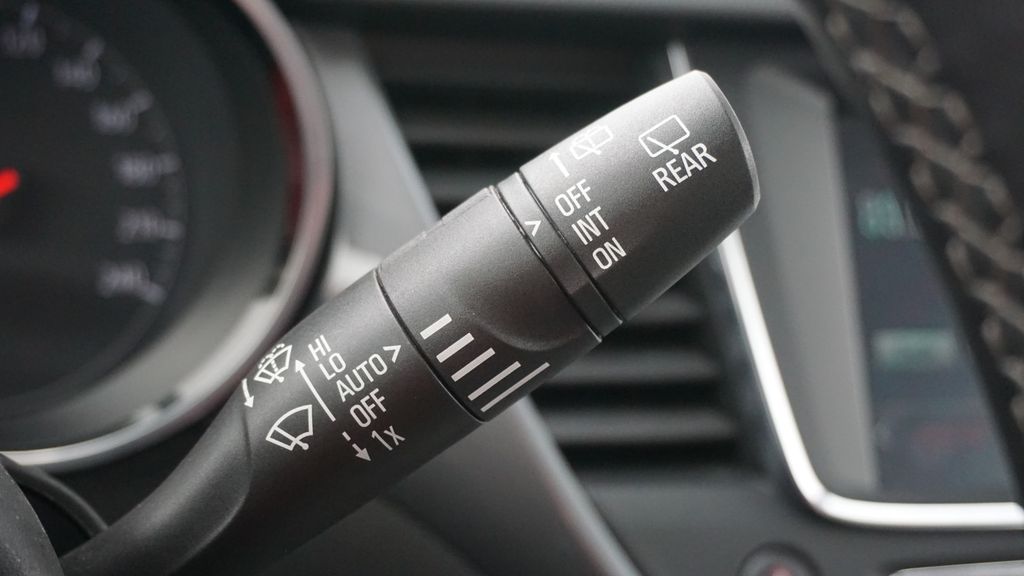 REAR
OFF
INT
ON
HI
LO
AUTO >
OFF
1x